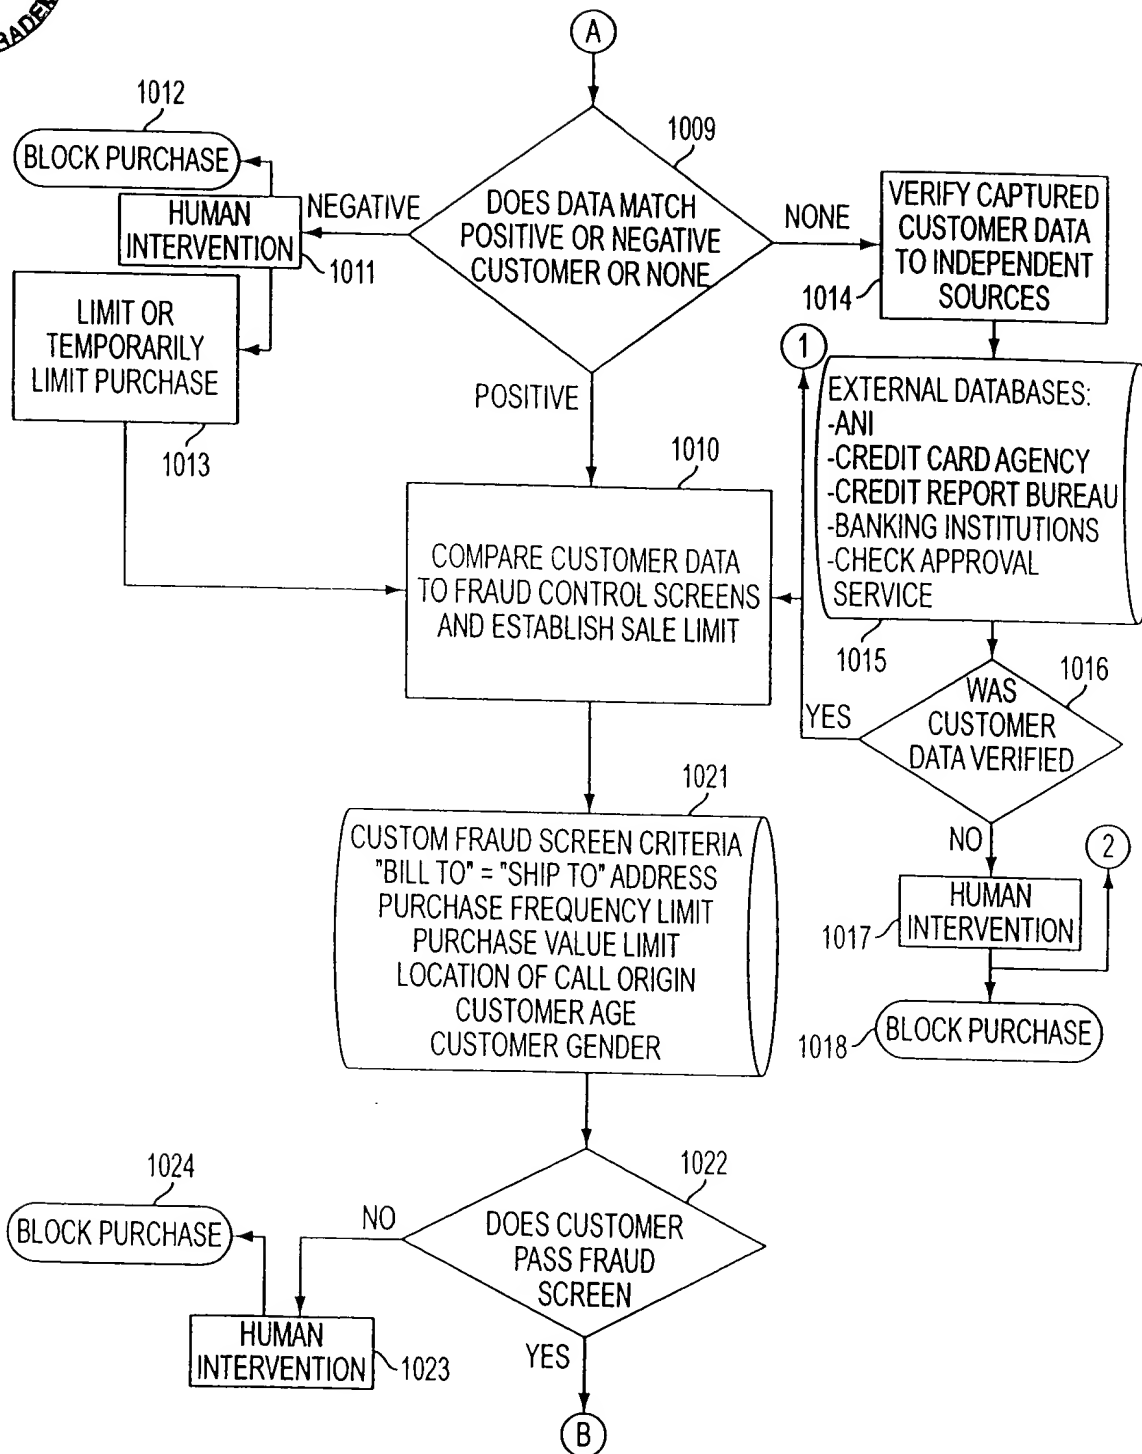 A
1012
BLOCK PURCHASE
1009
NEGATIVE
HUMAN
INTERVENTION
1011
DOES DATA MATCH
POSITIVE OR NEGATIVE
CUSTOMER OR NONE
NONE
VERIFY CAPTURED
CUSTOMER DATA
TO INDEPENDENT
SOURCES
1014
LIMIT OR
TEMPORARILY
LIMIT PURCHASE
1013
POSITIVE
1
EXTERNAL DATABASES:
-ANI
-CREDIT CARD AGENCY
-CREDIT REPORT BUREAU
-BANKING INSTITUTIONS
-CHECK APPROVAL
SERVICE
1015
1010
COMPARE CUSTOMER DATA
TO FRAUD CONTROL SCREENS
AND ESTABLISH SALE LIMIT
1016
WAS
CUSTOMER
DATA VERIFIED
YES
NO
2
HUMAN
INTERVENTION
1017
BLOCK PURCHASE
1018
1021
CUSTOM FRAUD SCREEN CRITERIA
"BILL TO" = "SHIP TO" ADDRESS
PURCHASE FREQUENCY LIMIT
PURCHASE VALUE LIMIT
LOCATION OF CALL ORIGIN
CUSTOMER AGE
CUSTOMER GENDER
1022
DOES CUSTOMER
PASS FRAUD
SCREEN
NO
1024
BLOCK PURCHASE
HUMAN
INTERVENTION
1023
YES
B